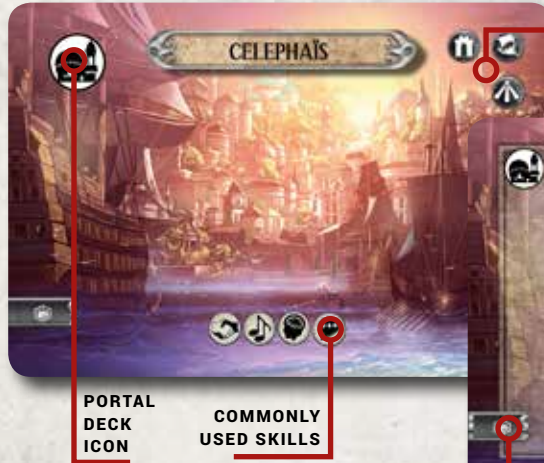 CELEPHAÏS
PORTAL
DECK
ICON
COMMONLY
USED SKILLS